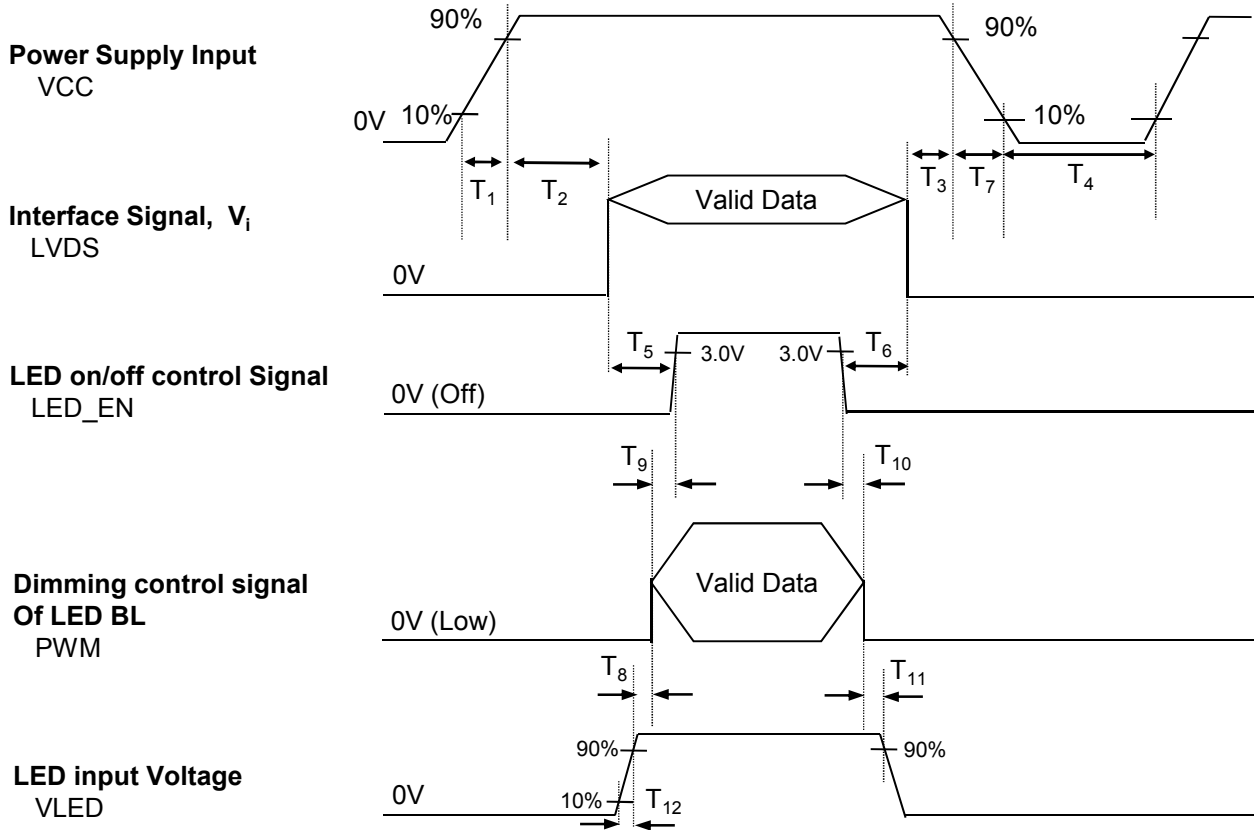 90%
90%
Power Supply Input
VCC
0V
10%
10%
T₁
T₂
T₃
T₇
T₄
Interface Signal, Vᵢ
LVDS
Valid Data
0V
T₅
T₆
3.0V
3.0V
LED on/off control Signal
LED_EN
0V (Off)
T₉
T₁₀
Dimming control signal
Of LED BL
PWM
Valid Data
0V (Low)
T₈
T₁₁
90%
90%
LED input Voltage
VLED
0V
10%
T₁₂